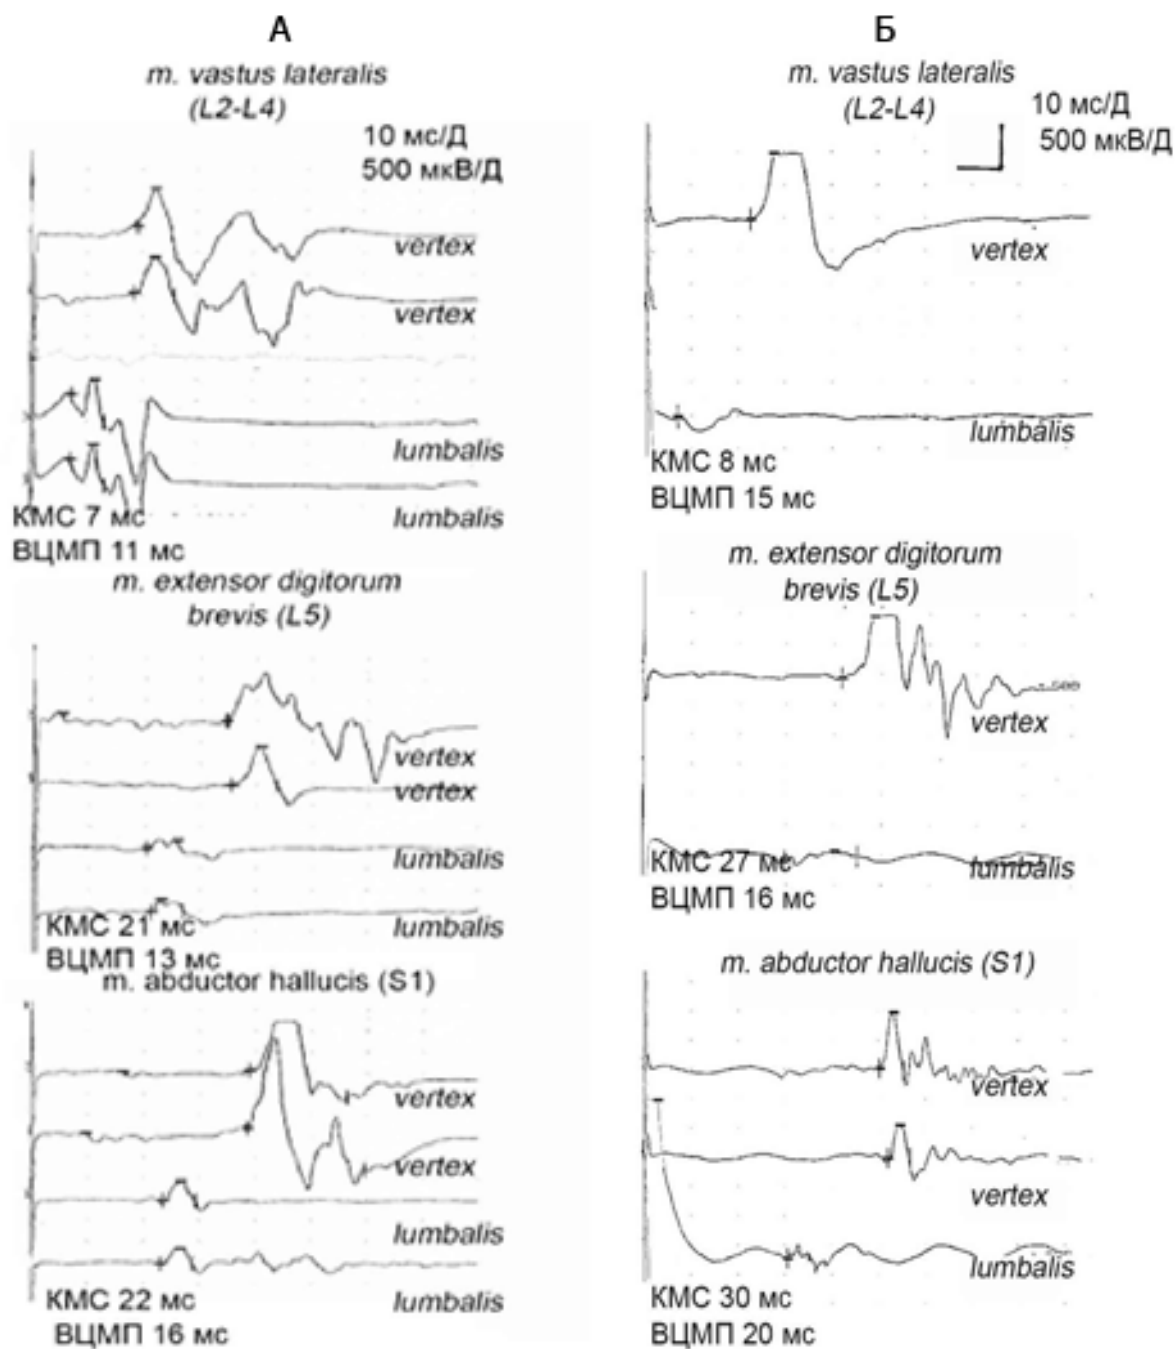 А
m. vastus lateralis
(L2-L4)
10 мс/Д
500 мкВ/Д
vertex
vertex
lumbalis
lumbalis
КМС 7 мс
ВЦМП 11 мс
m. extensor digitorum
brevis (L5)
vertex
vertex
lumbalis
lumbalis
КМС 21 мс
ВЦМП 13 мс
m. abductor hallucis (S1)
vertex
vertex
lumbalis
lumbalis
КМС 22 мс
ВЦМП 16 мс
Б
m. vastus lateralis
(L2-L4)
10 мс/Д
500 мкВ/Д
vertex
lumbalis
КМС 8 мс
ВЦМП 15 мс
m. extensor digitorum
brevis (L5)
vertex
lumbalis
КМС 27 мс
ВЦМП 16 мс
m. abductor hallucis (S1)
vertex
vertex
lumbalis
КМС 30 мс
ВЦМП 20 мс